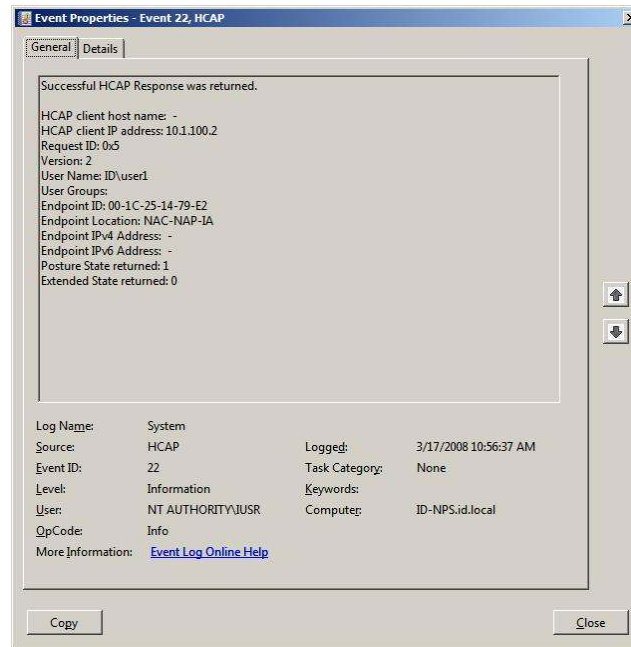 Event Properties - Event 22, HCAP
General Details
Successful HCAP Response was returned.
HCAP client host name: -
HCAP client IP address: 10.1.100.2
Request ID: 0x5
Version: 2
User Name: ID\user1
User Groups:
Endpoint ID: 00-1C-25-14-79-E2
Endpoint Location: NAC-NAP-IA
Endpoint IPv4 Address: -
Endpoint IPv6 Address: -
Posture State returned: 1
Extended State returned: 0
Log Name: System
Source: HCAP Logged: 3/17/2008 10:56:37 AM
Event ID: 22 Task Category: None
Level: Information Keywords:
User: NT AUTHORITY\IUSR Computer: ID-NPS.id.local
OpCode: Info
More Information: Event Log Online Help
Copy Close